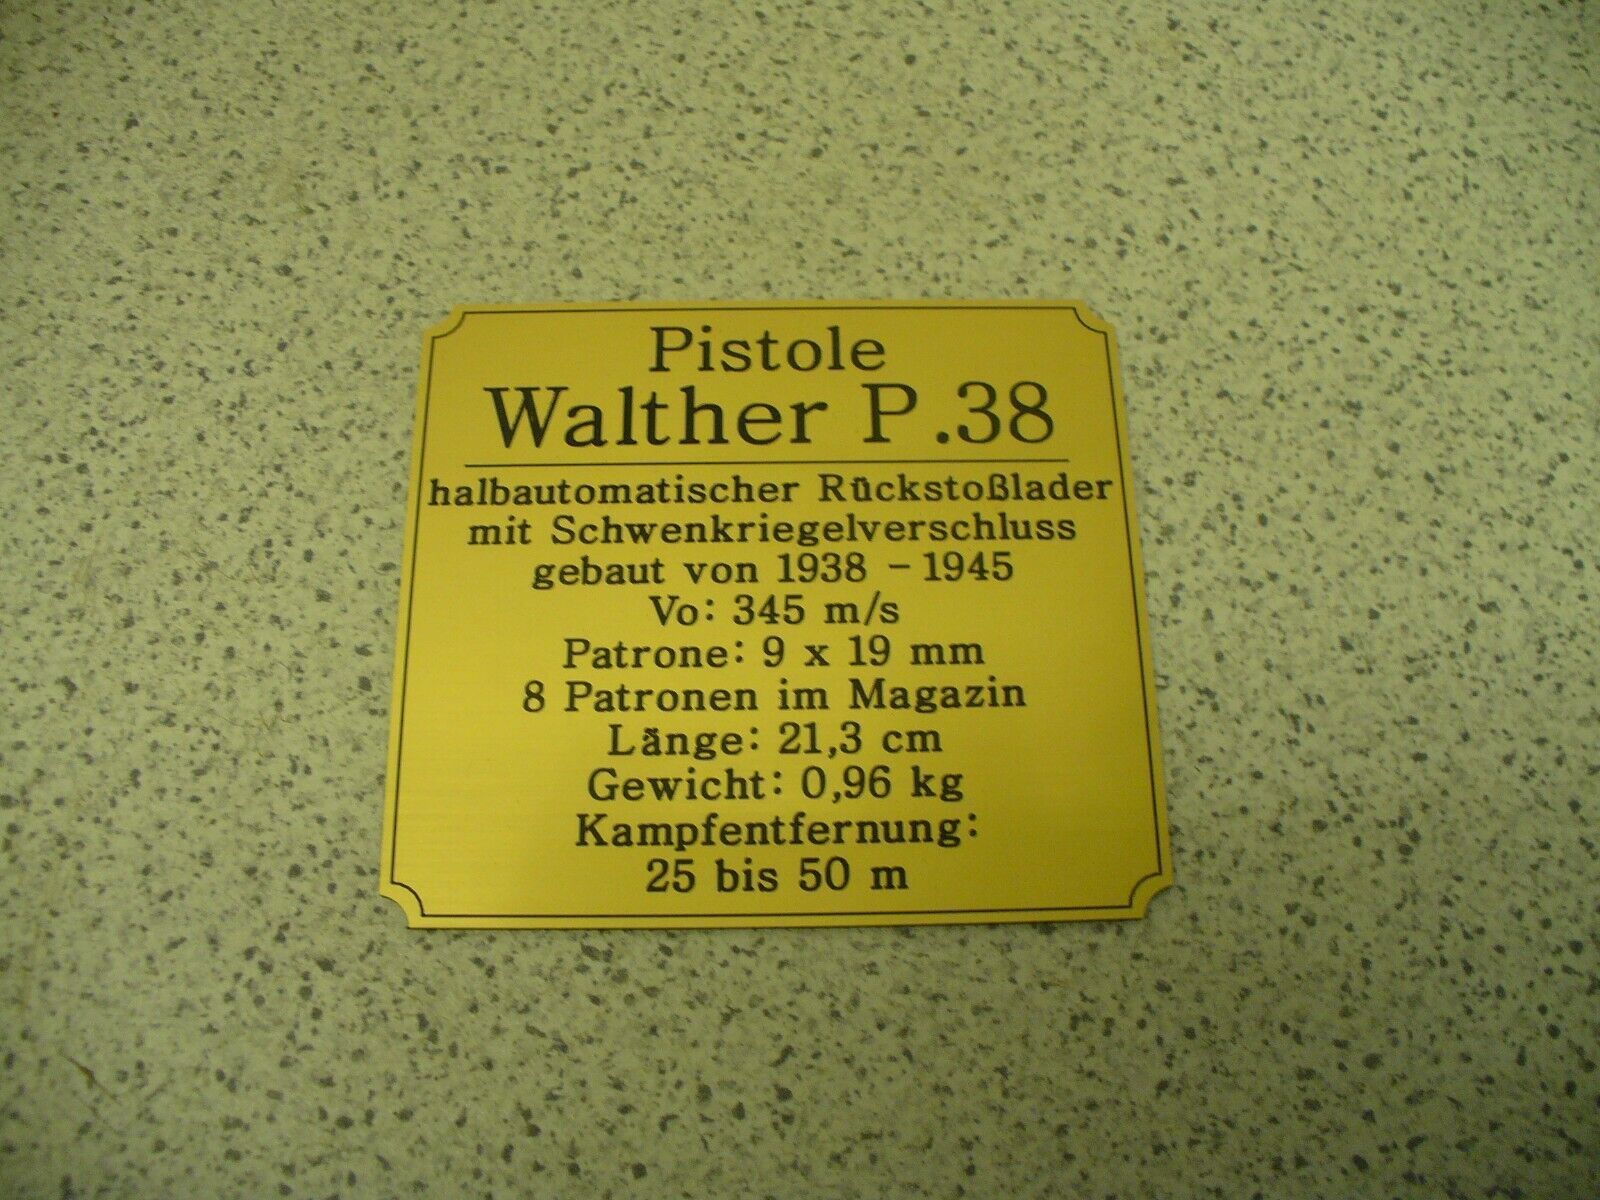 Pistole
Walther P.38
halbautomatischer Rückstoßlader
mit Schwenkriegelverschluss
gebaut von 1938 - 1945
Vo: 345 m/s
Patrone: 9 x 19 mm
8 Patronen im Magazin
Länge: 21,3 cm
Gewicht: 0,96 kg
Kampfentfernung:
25 bis 50 m